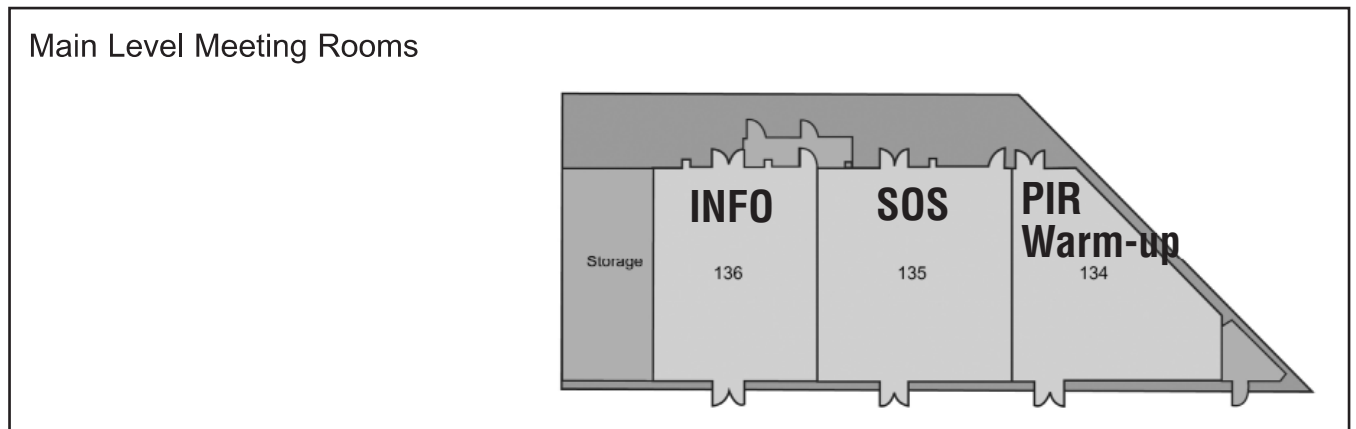 Main Level Meeting Rooms
INFO
SOS
PIR
Warm-up
Storage
136
135
134